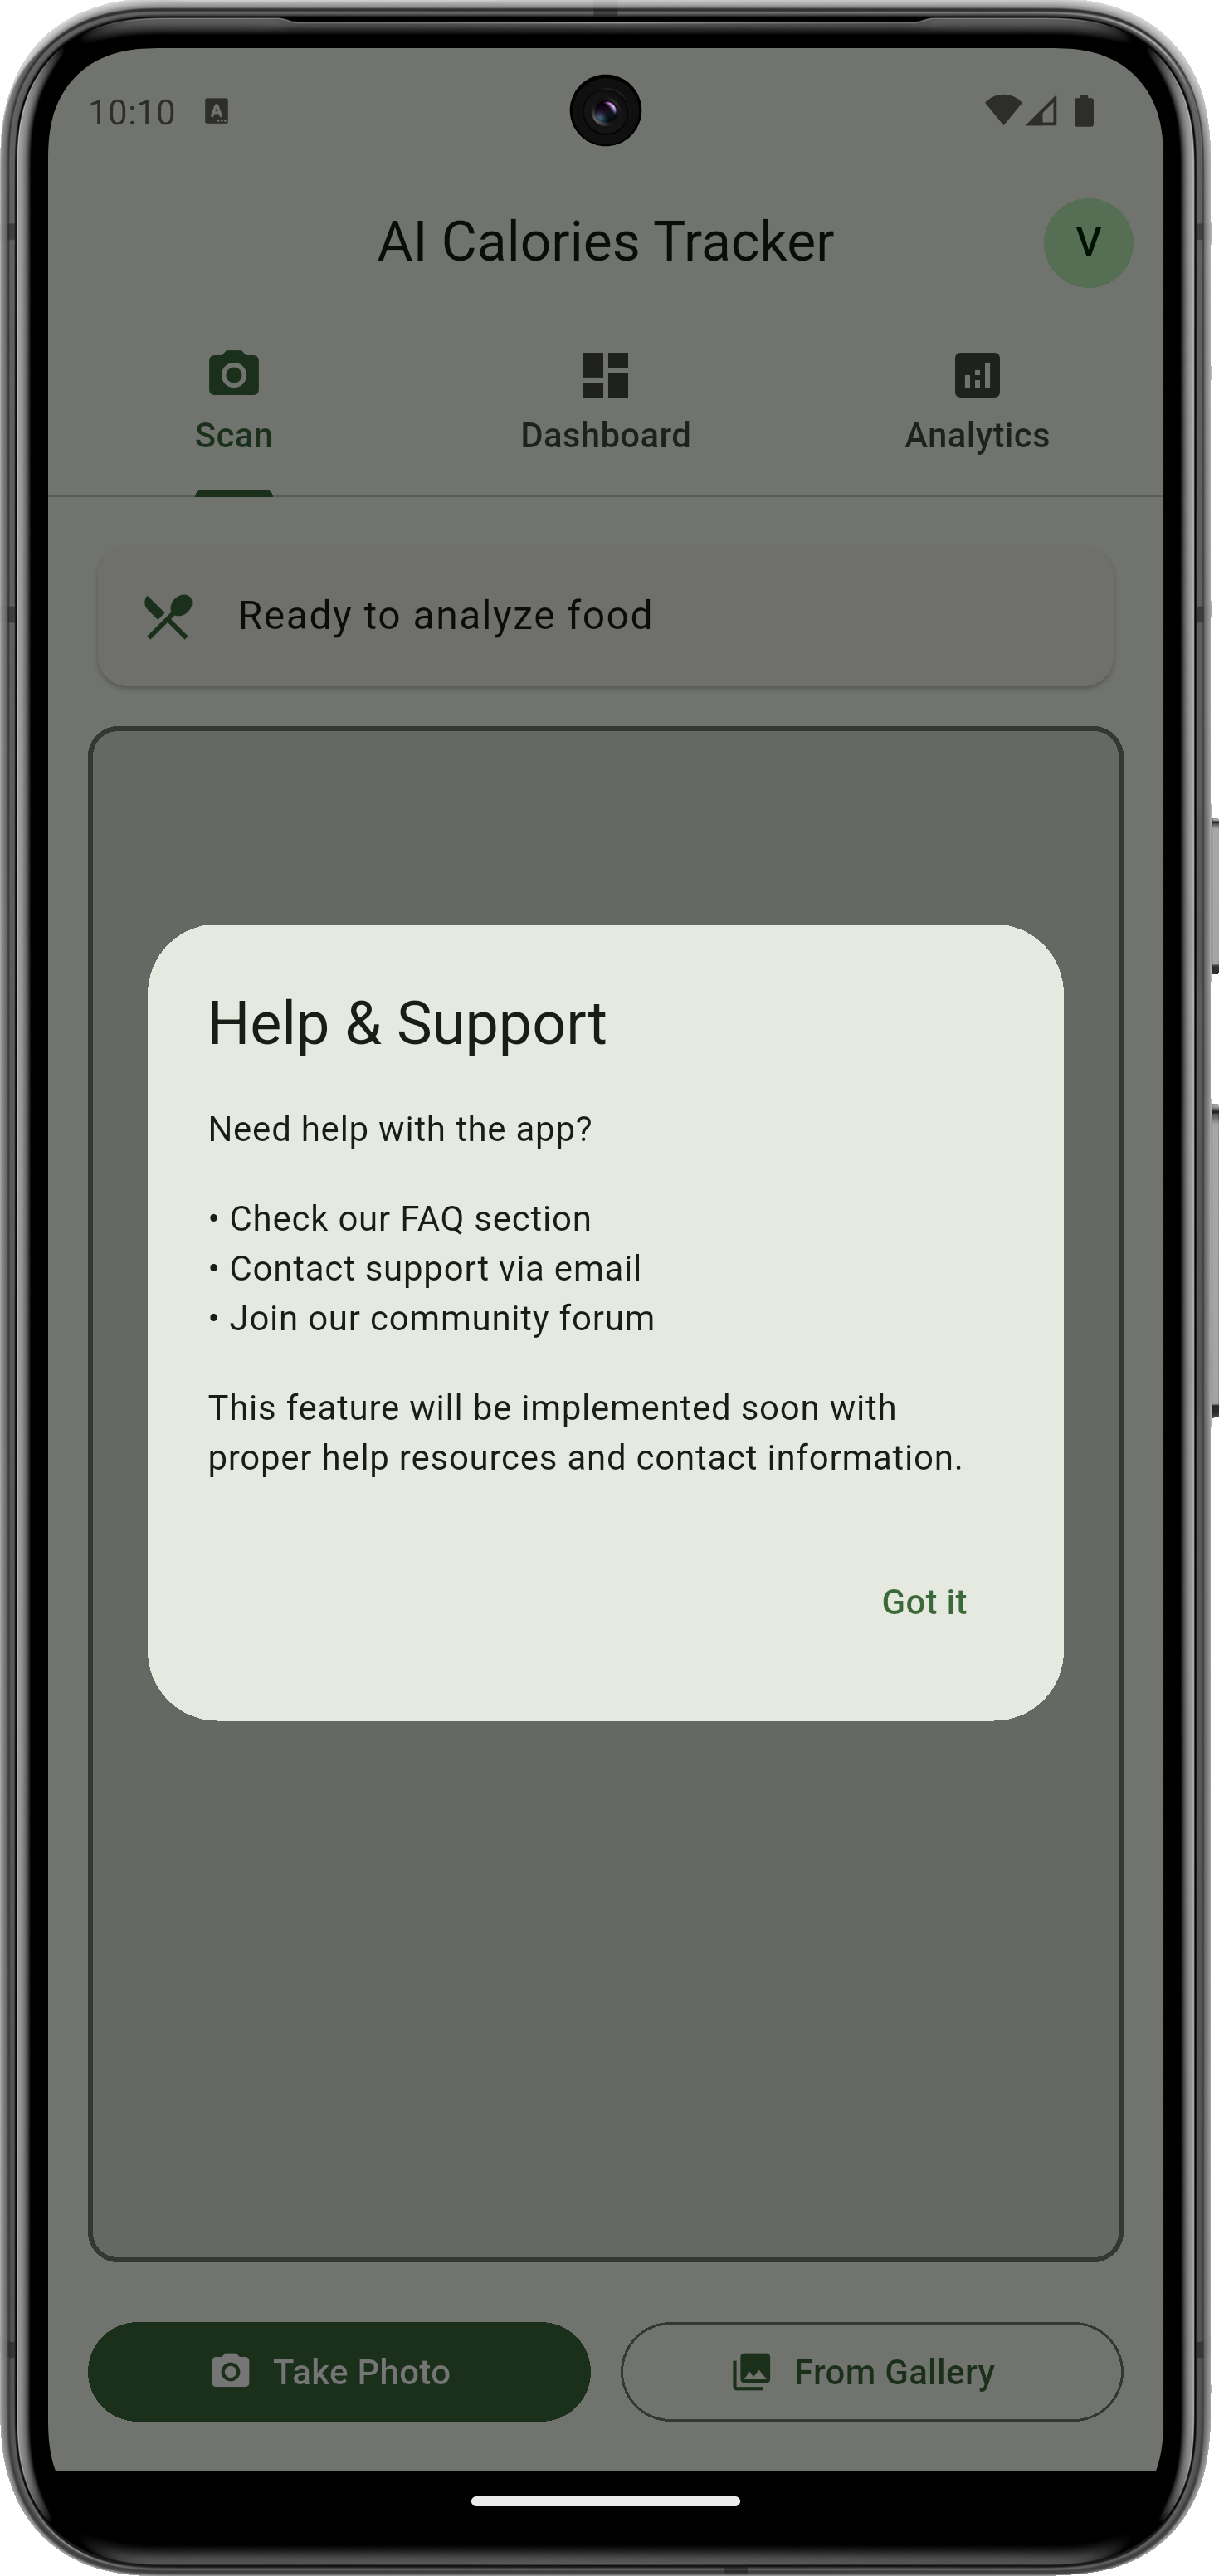 10:10
AI Calories Tracker
V
Scan
Dashboard
Analytics
Ready to analyze food
Help & Support
Need help with the app?
• Check our FAQ section
• Contact support via email
• Join our community forum
This feature will be implemented soon with
proper help resources and contact information.
Got it
Take Photo
From Gallery